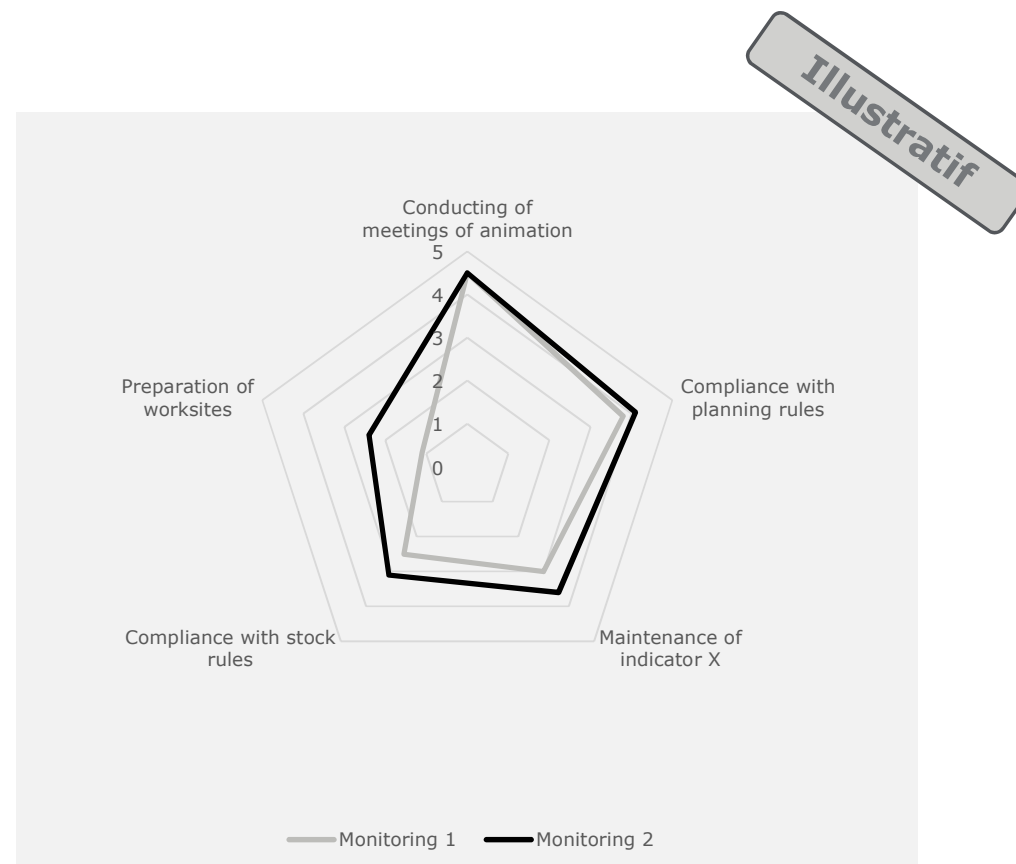 Illustratif
Conducting of
meetings of animation
5
4
3
2
1
0
Compliance with
planning rules
Maintenance of
indicator X
Compliance with stock
rules
Preparation of
worksites
Monitoring 1
Monitoring 2